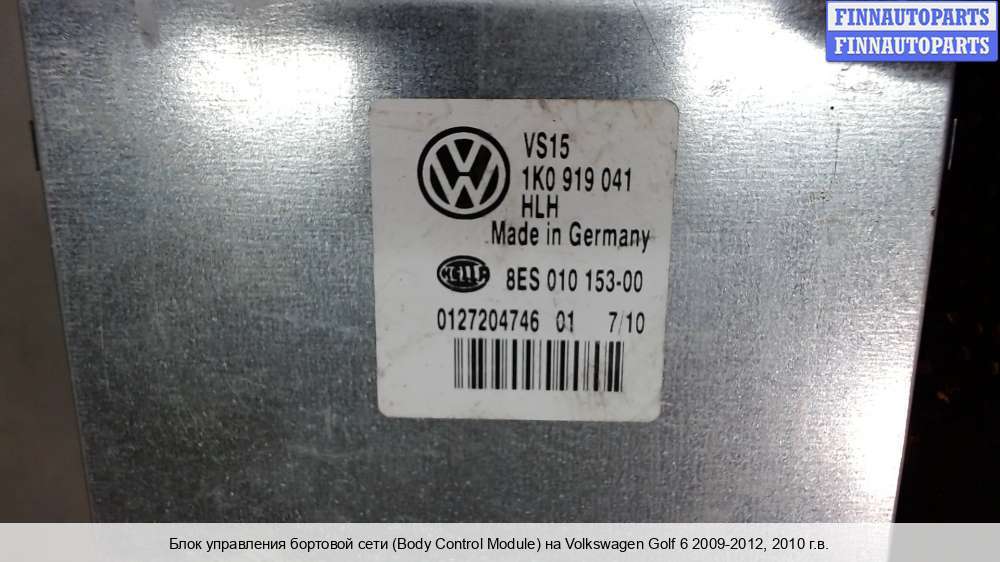 FINNAUTOPARTS
FINNAUTOPARTS
VS15
1K0 919 041
HLH
Made in Germany
HELLA 8ES 010 153-00
0127204746 01 7/10
Блок управления бортовой сети (Body Control Module) на Volkswagen Golf 6 2009-2012, 2010 г.в.